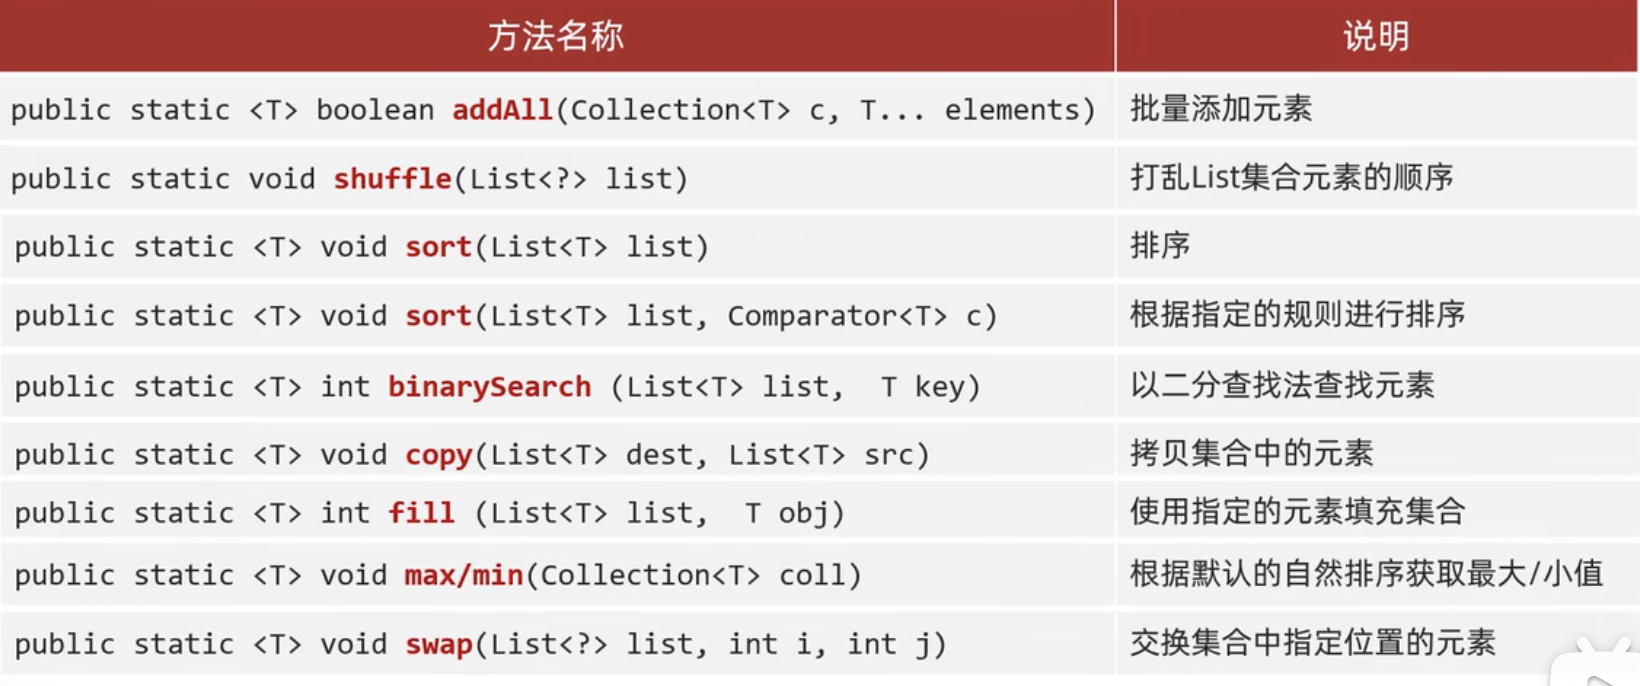 方法名称 说明
public static <T> boolean addAll(Collection<T> c, T... elements) 批量添加元素
public static void shuffle(List<?> list) 打乱List集合元素的顺序
public static <T> void sort(List<T> list) 排序
public static <T> void sort(List<T> list, Comparator<T> c) 根据指定的规则进行排序
public static <T> int binarySearch (List<T> list,  T key) 以二分查找法查找元素
public static <T> void copy(List<T> dest, List<T> src) 拷贝集合中的元素
public static <T> int fill (List<T> list,  T obj) 使用指定的元素填充集合
public static <T> void max/min(Collection<T> coll) 根据默认的自然排序获取最大/小值
public static <T> void swap(List<?> list, int i, int j) 交换集合中指定位置的元素